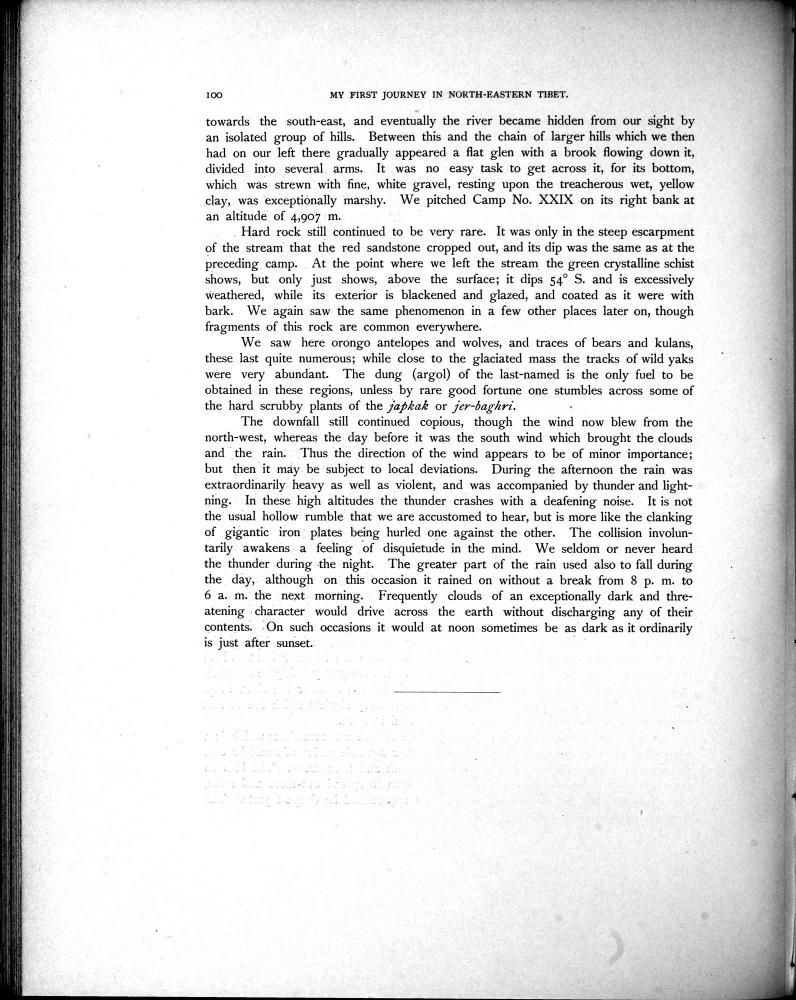 100 MY FIRST JOURNEY IN NORTH-EASTERN TIBET.
towards the south-east, and eventually the river became hidden from our sight by
an isolated group of hills. Between this and the chain of larger hills which we then
had on our left there gradually appeared a flat glen with a brook flowing down it,
divided into several arms. It was no easy task to get across it, for its bottom,
which was strewn with fine, white gravel, resting upon the treacherous wet, yellow
clay, was exceptionally marshy. We pitched Camp No. XXIX on its right bank at
an altitude of 4,907 m.
Hard rock still continued to be very rare. It was only in the steep escarpment
of the stream that the red sandstone cropped out, and its dip was the same as at the
preceding camp. At the point where we left the stream the green crystalline schist
shows, but only just shows, above the surface; it dips 54° S. and is excessively
weathered, while its exterior is blackened and glazed, and coated as it were with
bark. We again saw the same phenomenon in a few other places later on, though
fragments of this rock are common everywhere.
We saw here orongo antelopes and wolves, and traces of bears and kulans,
these last quite numerous; while close to the glaciated mass the tracks of wild yaks
were very abundant. The dung (argol) of the last-named is the only fuel to be
obtained in these regions, unless by rare good fortune one stumbles across some of
the hard scrubby plants of the japkak or jer-baghri.
The downfall still continued copious, though the wind now blew from the
north-west, whereas the day before it was the south wind which brought the clouds
and the rain. Thus the direction of the wind appears to be of minor importance;
but then it may be subject to local deviations. During the afternoon the rain was
extraordinarily heavy as well as violent, and was accompanied by thunder and light-
ning. In these high altitudes the thunder crashes with a deafening noise. It is not
the usual hollow rumble that we are accustomed to hear, but is more like the clanking
of gigantic iron plates being hurled one against the other. The collision involun-
tarily awakens a feeling of disquietude in the mind. We seldom or never heard
the thunder during the night. The greater part of the rain used also to fall during
the day, although on this occasion it rained on without a break from 8 p. m. to
6 a. m. the next morning. Frequently clouds of an exceptionally dark and thre-
atening character would drive across the earth without discharging any of their
contents. On such occasions it would at noon sometimes be as dark as it ordinarily
is just after sunset.